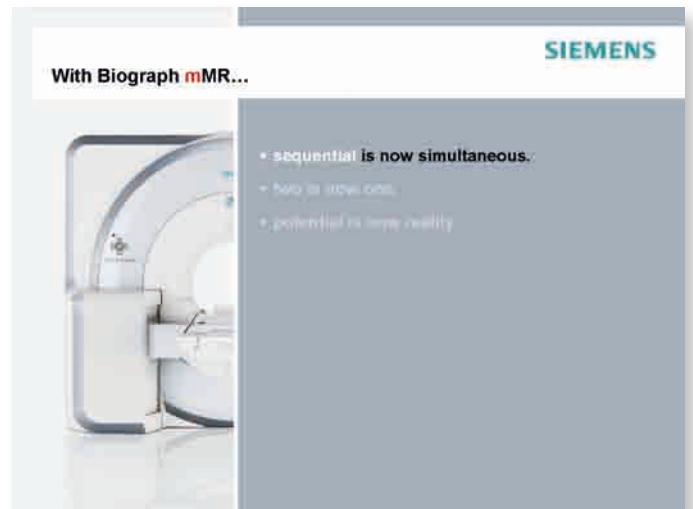 SIEMENS
With Biograph mMR...
• sequential is now simultaneous.
• two is now one.
• potential is now reality